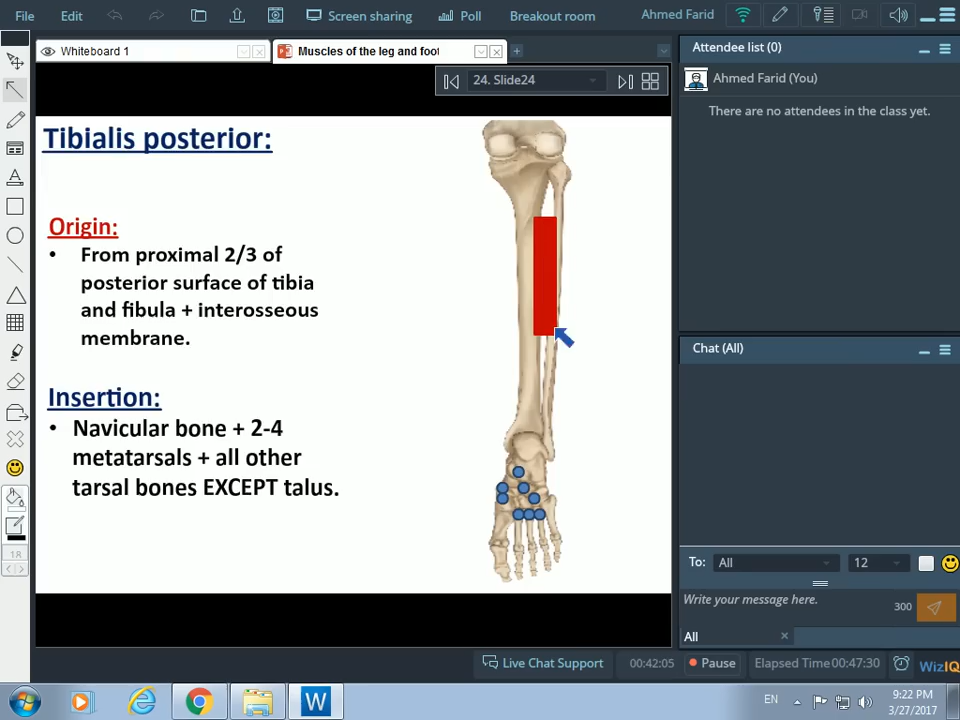 File Edit Screen sharing Poll Breakout room Ahmed Farid
Whiteboard 1 Muscles of the leg and foot
Attendee list (0)
24. Slide24
Ahmed Farid (You)
There are no attendees in the class yet.
Tibialis posterior:
Origin:
• From proximal 2/3 of
posterior surface of tibia
and fibula + interosseous
membrane.
Insertion:
• Navicular bone + 2-4
metatarsals + all other
tarsal bones EXCEPT talus.
Chat (All)
18
To: All 12
Write your message here. 300
All
Live Chat Support 00:42:05 Pause Elapsed Time 00:47:30 WizIQ
EN 9:22 PM
3/27/2017